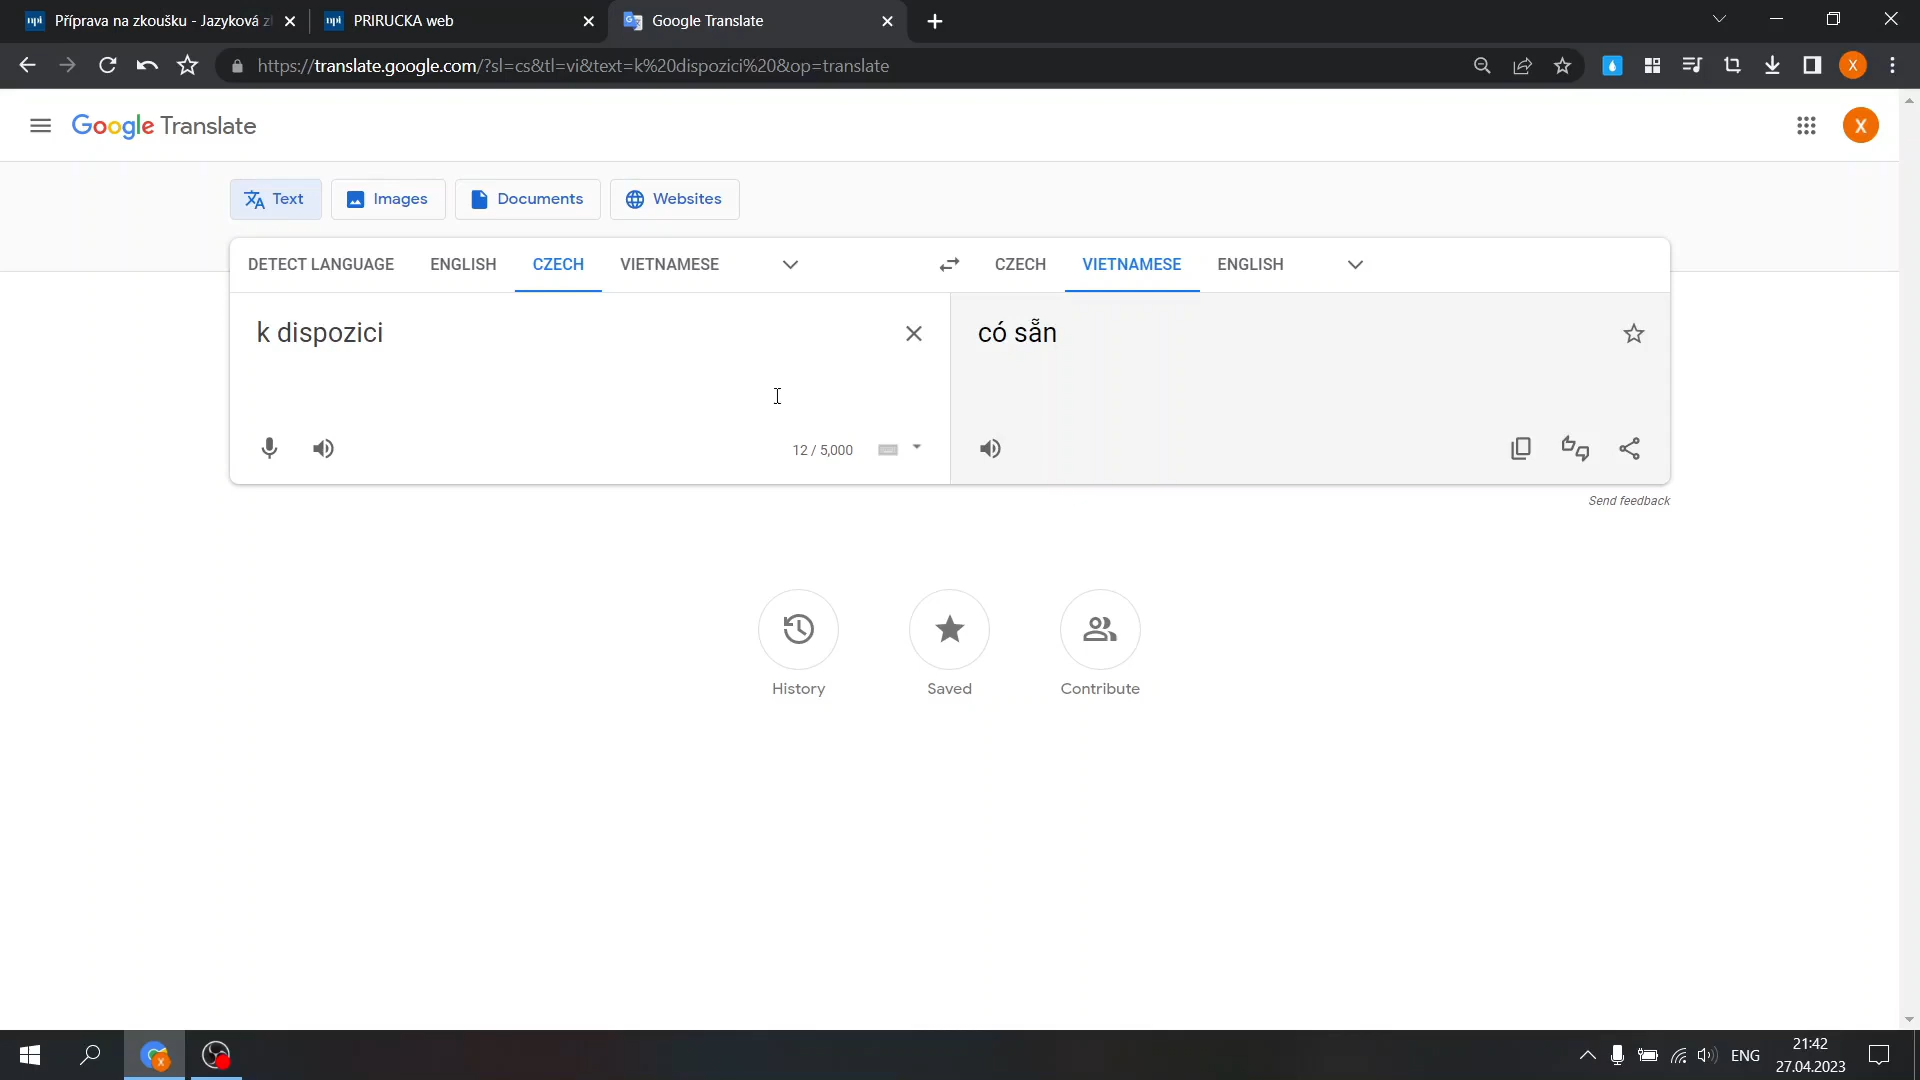 Příprava na zkoušku - Jazyková z
PRIRUCKA web
Google Translate
https://translate.google.com/?sl=cs&tl=vi&text=k%20dispozici%20&op=translate
X
Google Translate
X
Text
Images
Documents
Websites
DETECT LANGUAGE
ENGLISH
CZECH
VIETNAMESE
CZECH
VIETNAMESE
ENGLISH
k dispozici
có sẵn
12 / 5,000
Send feedback
History
Saved
Contribute
ENG
21:42
27.04.2023